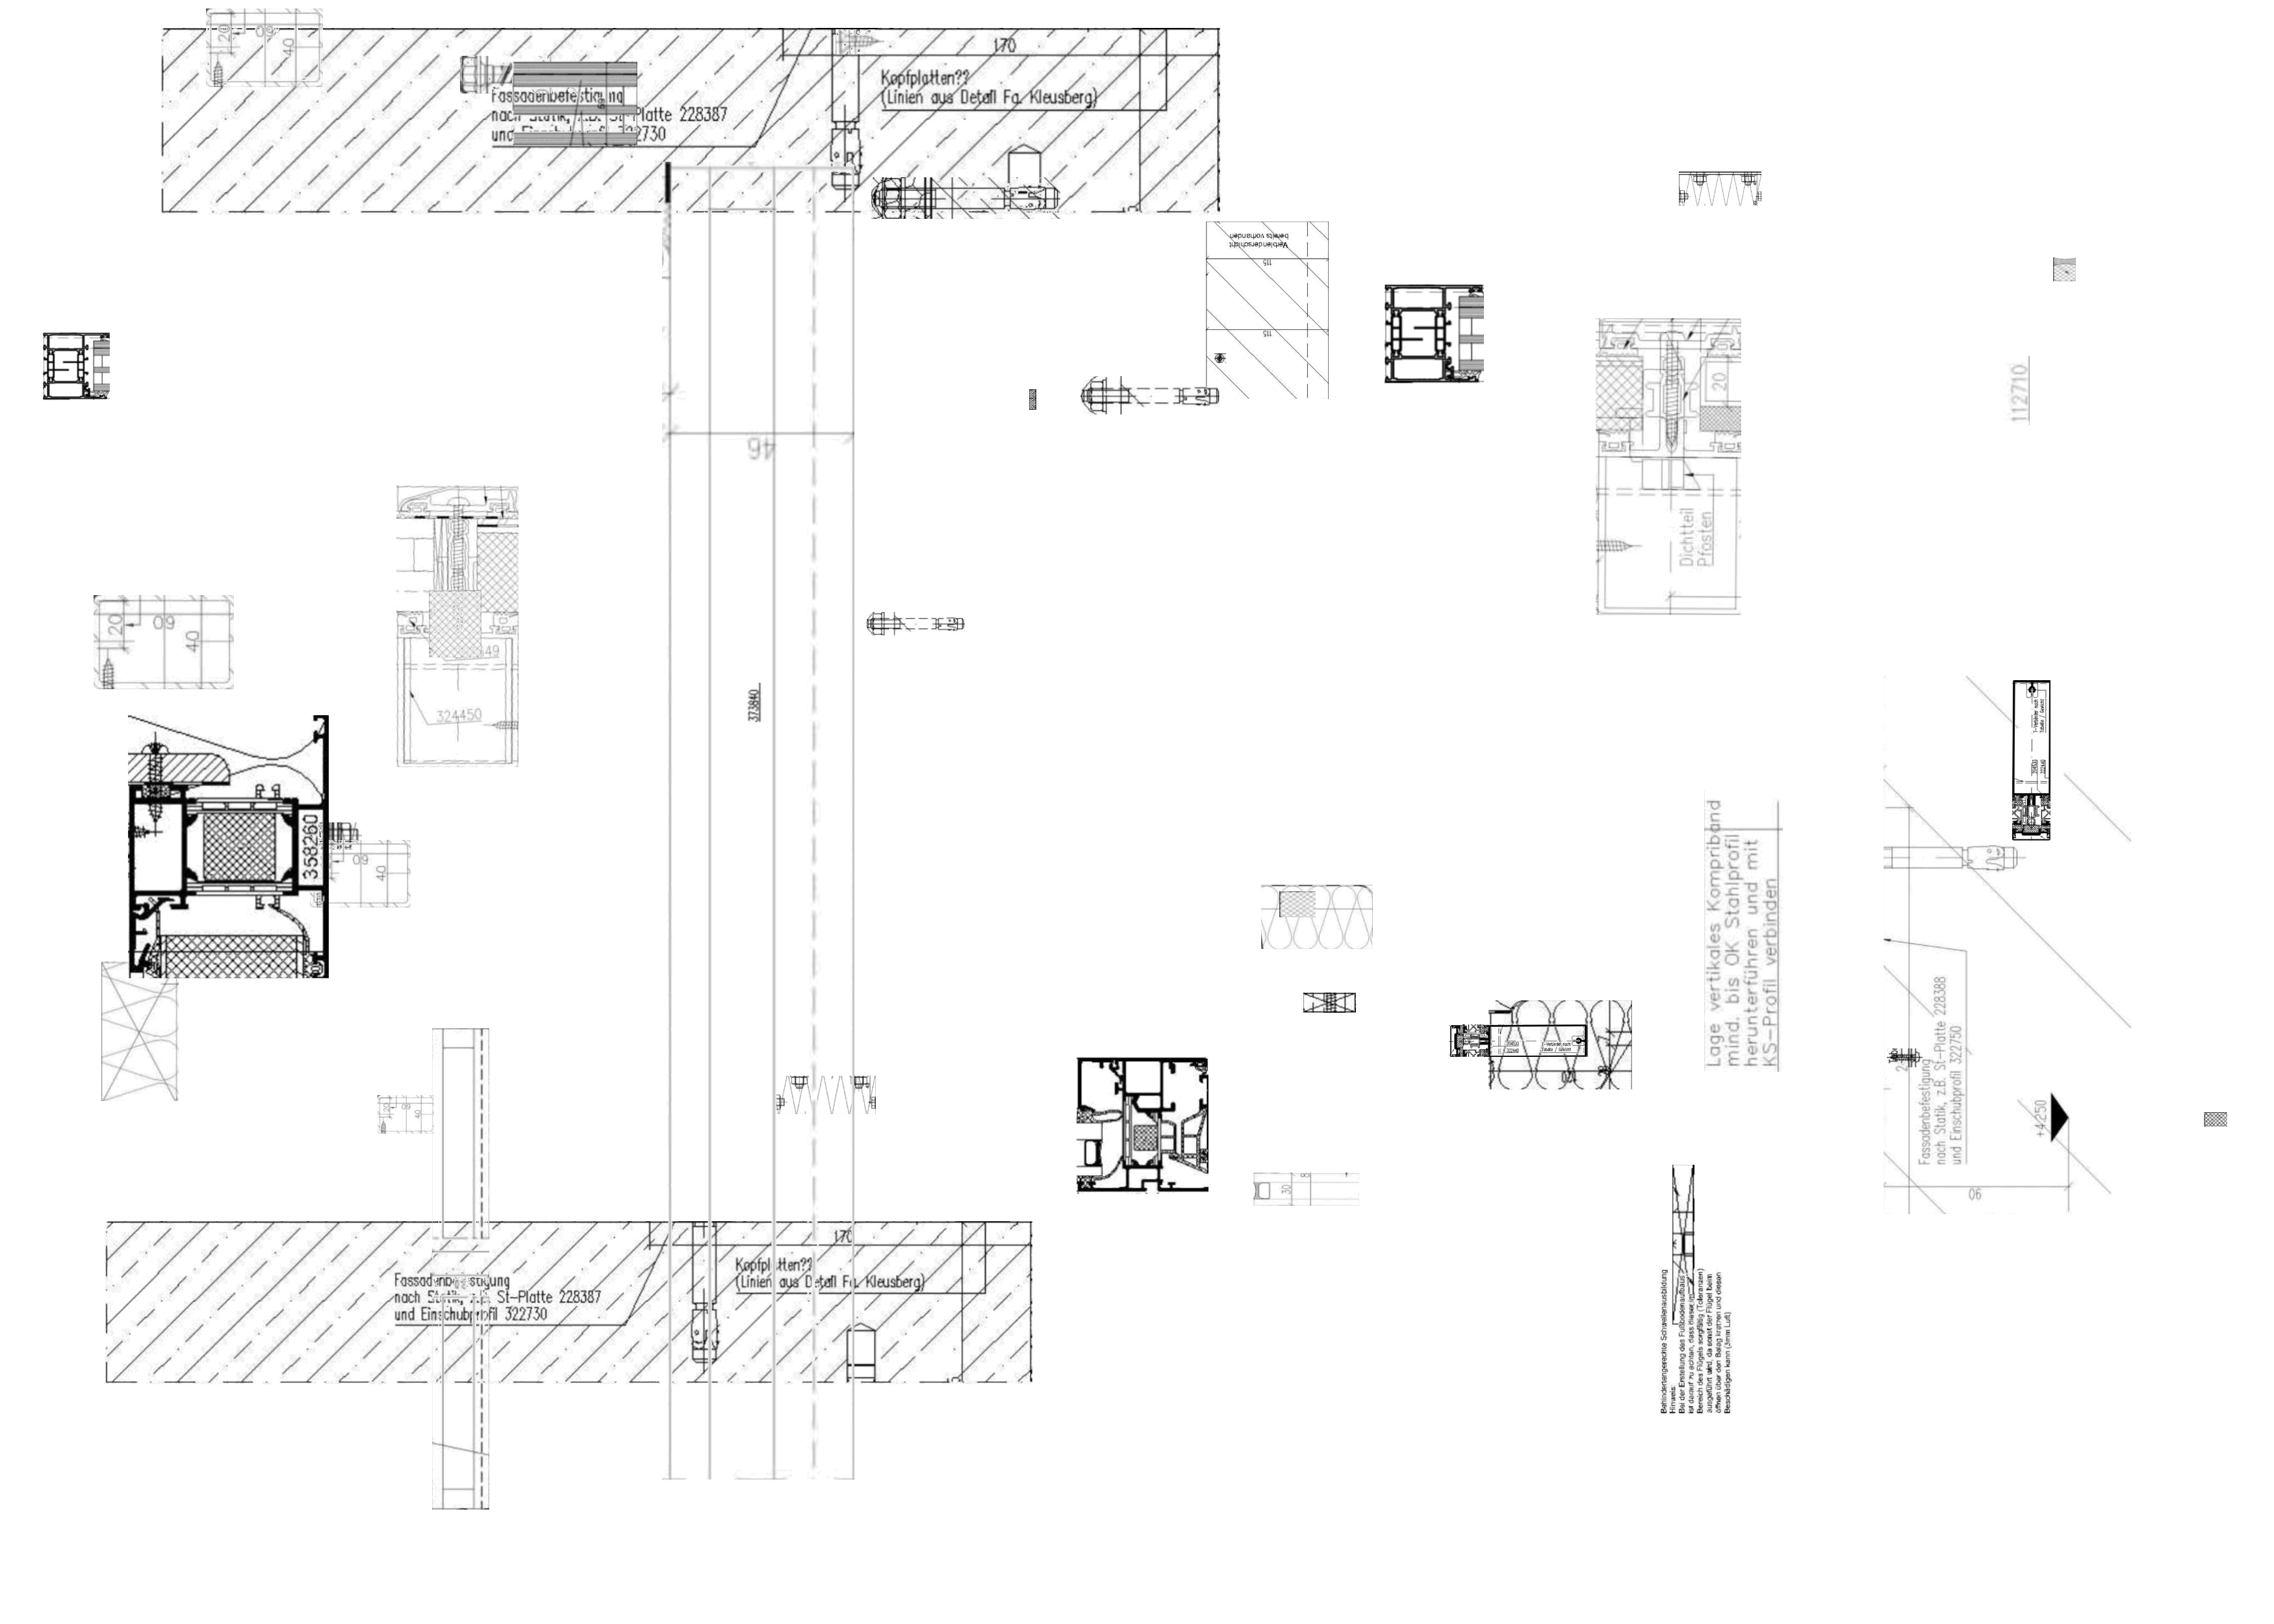 20
60
40
170
Kopfplatten??
(Linien aus Detail Fa. Kleusberg)
Fassadenbefestigung
nach Statik, St-Platte 228387
und 322730
Verblenderschicht
bereits vorhanden
115
115
46
112710
20
Dichtteil
Pfosten
20
60
40
49
324450
373840
358260
60
40
Lage vertikales Kompriband
mind. bis OK Stahlprofil
herunterführen und mit
KS-Profil verbinden
Fassadenbefestigung
nach Statik, z.B. St-Platte 228388
und Einschubprofil 322750
+4.250
90
20
60
40
30
170
Kopfplatten??
(Linien aus Detail Fa. Kleusberg)
Fassadenbefestigung
nach Statik, z.B. St-Platte 228387
und Einschubprofil 322730
Behindertengerechte Schwellenausbildung
Hinweis:
Bei der Erstellung des Fußbodenaufbaus
ist darauf zu achten, dass dieser im
Bereich des Flügels sorgfältig (Toleranzen)
ausgeführt wird, da sonst der Flügel beim
öffnen über den Belag kratzen und diesen
Beschädigen kann (3mm Luft)